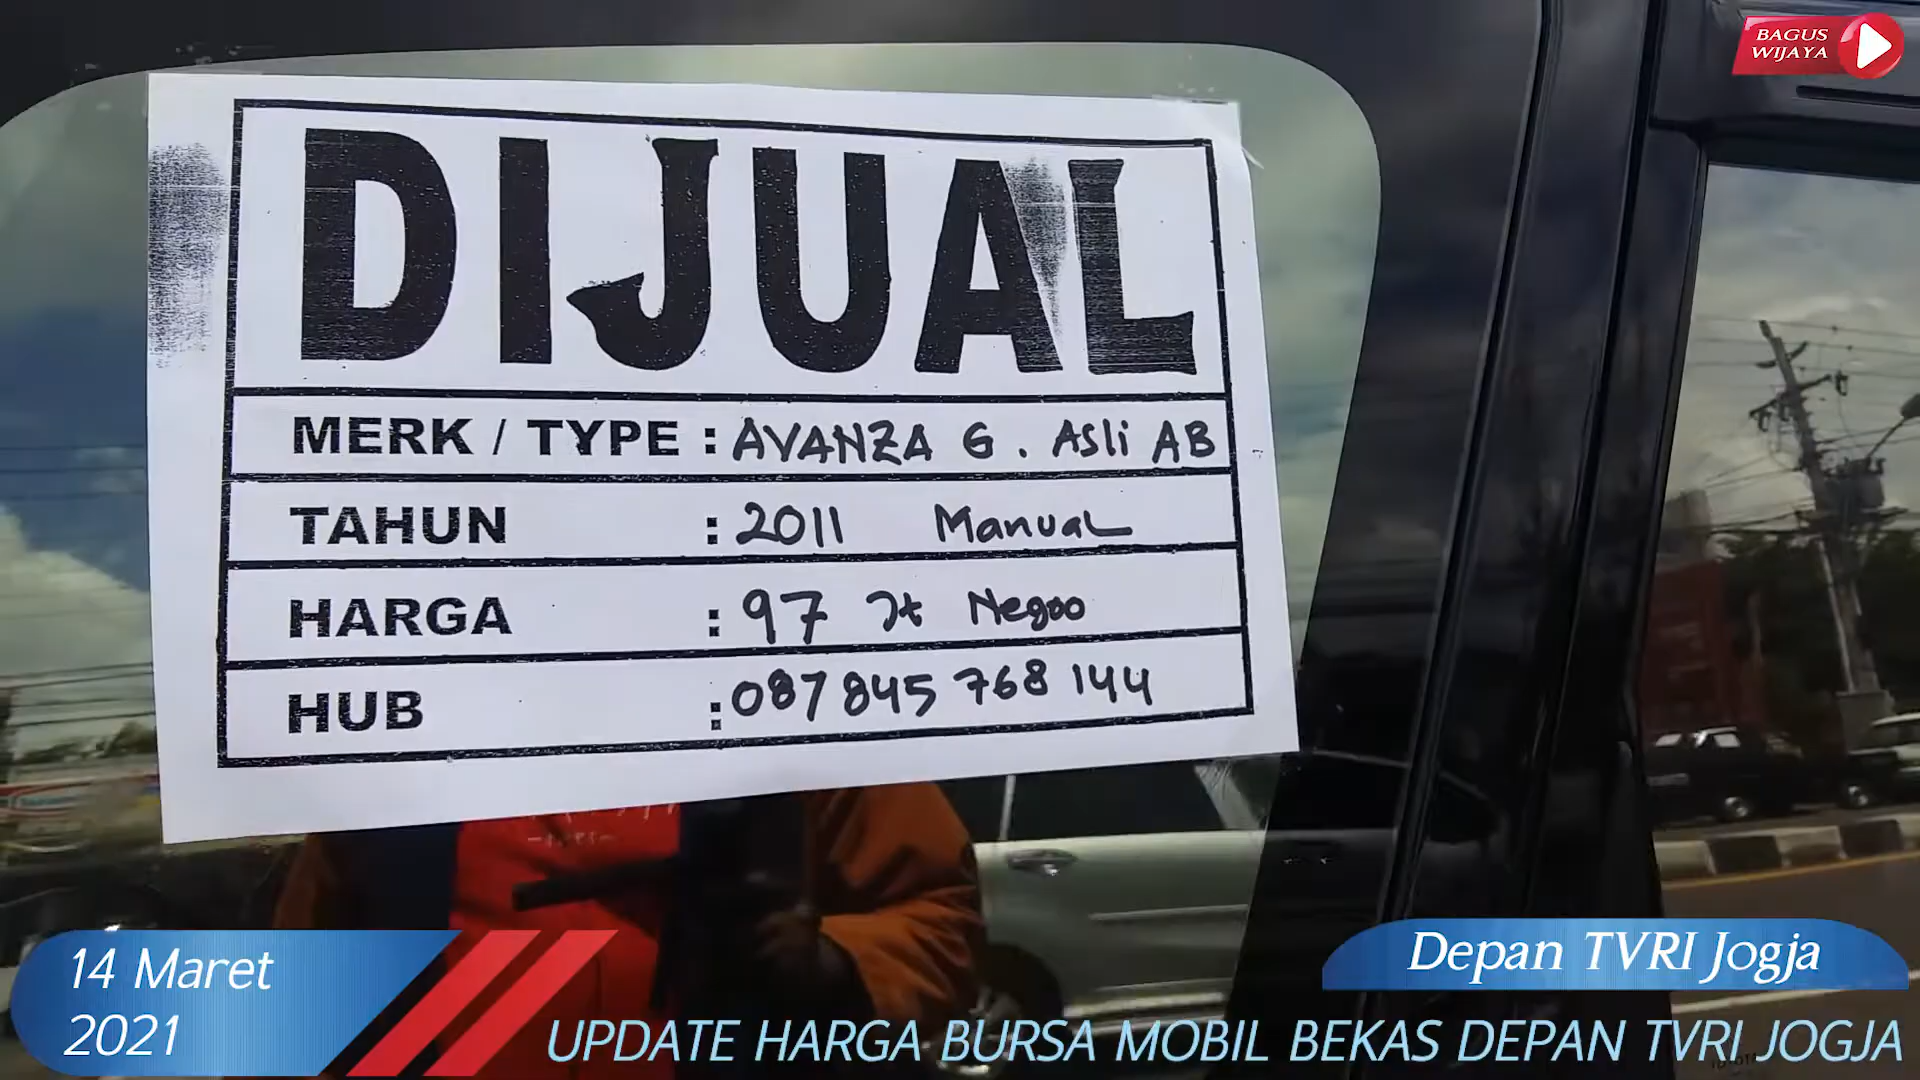 BAGUS
WIJAYA
DIJUAL
MERK / TYPE : AVANZA G . Asli AB
TAHUN : 2011 Manual
HARGA : 97 Jt Negoo
HUB : 087 845 768 144
14 Maret
2021
Depan TVRI Jogja
UPDATE HARGA BURSA MOBIL BEKAS DEPAN TVRI JOGJA